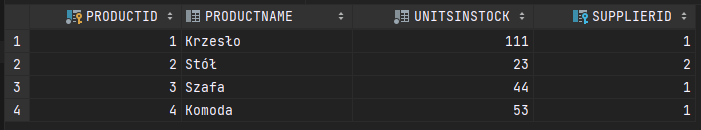 PRODUCTID PRODUCTNAME UNITSINSTOCK SUPPLIERID
1 1 Krzesło 111 1
2 2 Stół 23 2
3 3 Szafa 44 1
4 4 Komoda 53 1